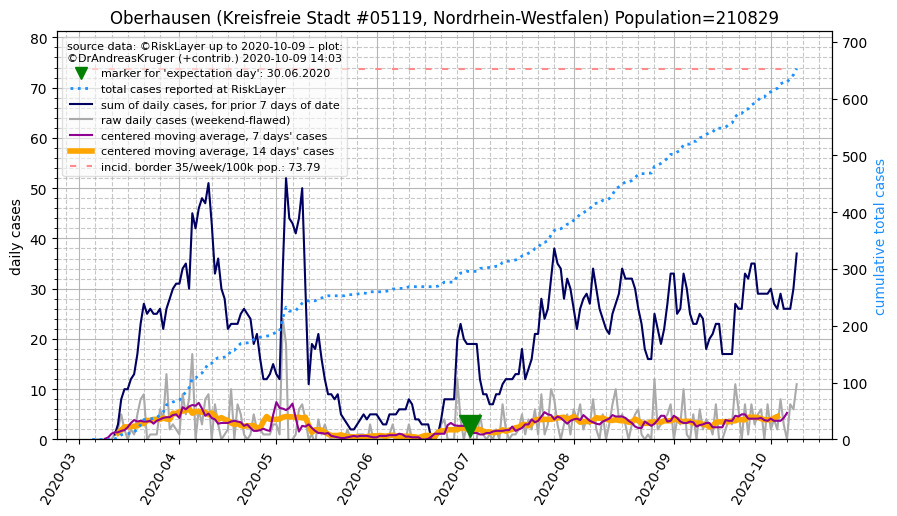 Oberhausen (Kreisfreie Stadt #05119, Nordrhein-Westfalen) Population=210829
source data: ©RiskLayer up to 2020-10-09 – plot:
©DrAndreasKruger (+contrib.) 2020-10-09 14:03
marker for 'expectation day': 30.06.2020
total cases reported at RiskLayer
sum of daily cases, for prior 7 days of date
raw daily cases (weekend-flawed)
centered moving average, 7 days' cases
centered moving average, 14 days' cases
incid. border 35/week/100k pop.: 73.79
daily cases
80
70
60
50
40
30
20
10
0
cumulative total cases
700
600
500
400
300
200
100
0
2020-03
2020-04
2020-05
2020-06
2020-07
2020-08
2020-09
2020-10